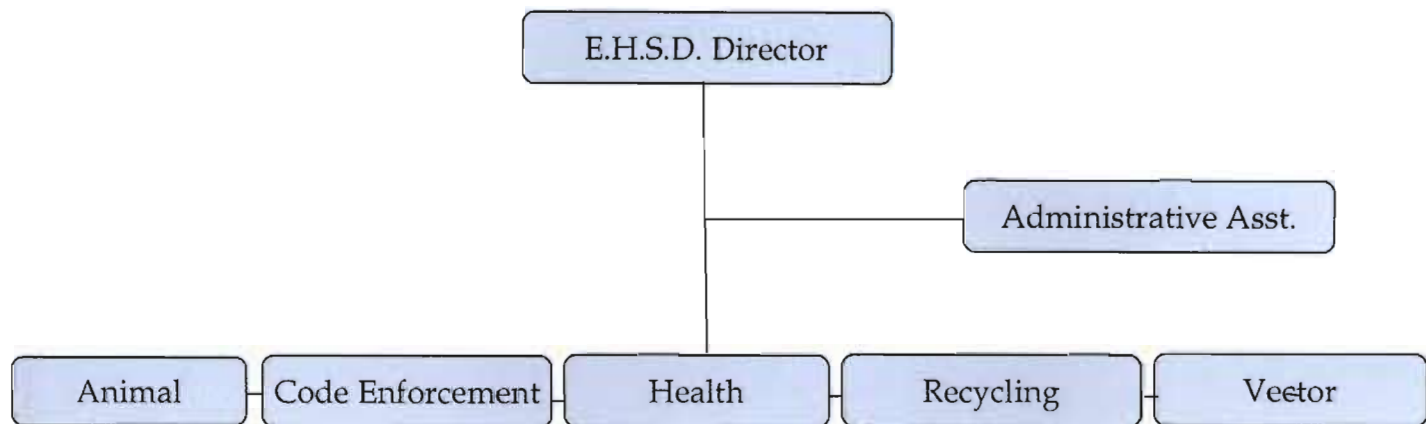 E.H.S.D. Director
Administrative Asst.
Animal
Code Enforcement
Health
Recycling
Vector